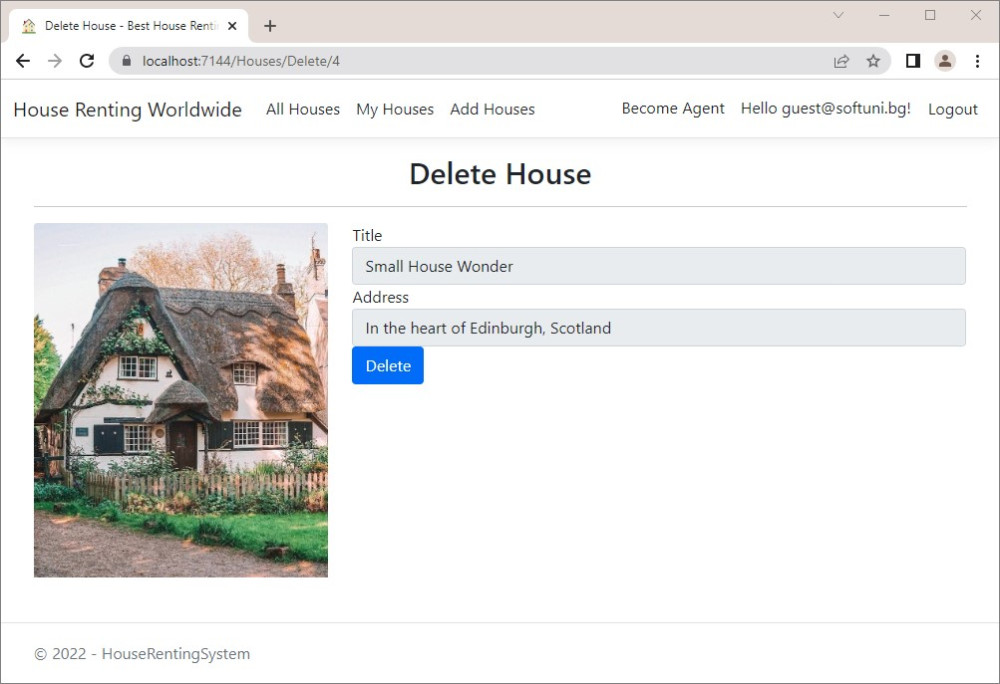 Delete House - Best House Renti
localhost:7144/Houses/Delete/4
House Renting Worldwide All Houses My Houses Add Houses Become Agent Hello guest@softuni.bg! Logout
Delete House
Title
Small House Wonder
Address
In the heart of Edinburgh, Scotland
Delete
© 2022 - HouseRentingSystem